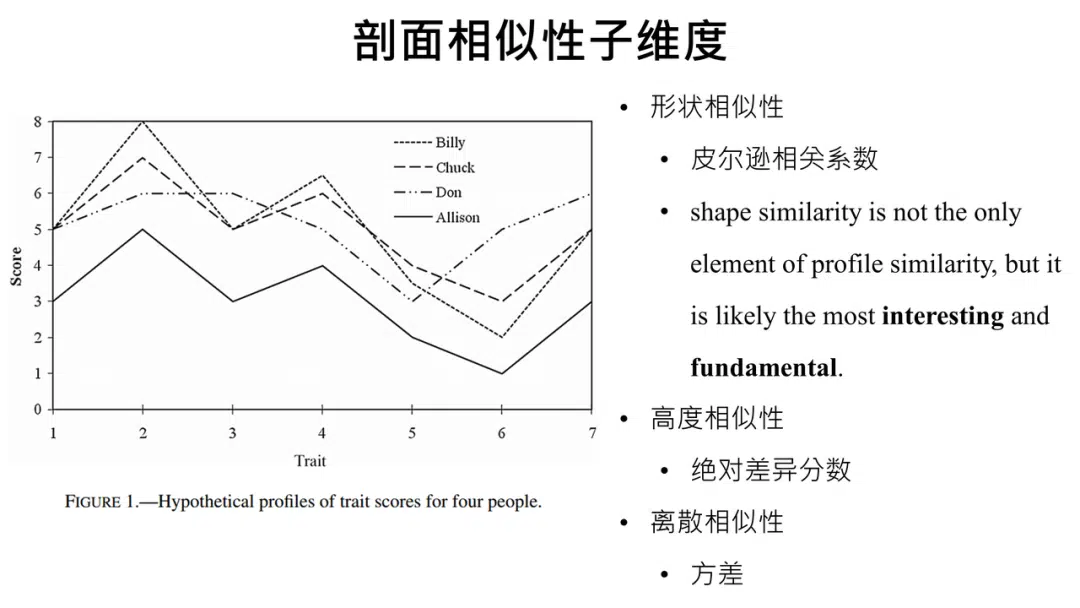 剖面相似性子维度
8
7
6
5
4
3
2
1
0
Score
Billy
Chuck
Don
Allison
1 2 3 4 5 6 7
Trait
FIGURE 1.—Hypothetical profiles of trait scores for four people.
• 形状相似性
• 皮尔逊相关系数
• shape similarity is not the only
element of profile similarity, but it
is likely the most interesting and
fundamental.
• 高度相似性
• 绝对差异分数
• 离散相似性
• 方差